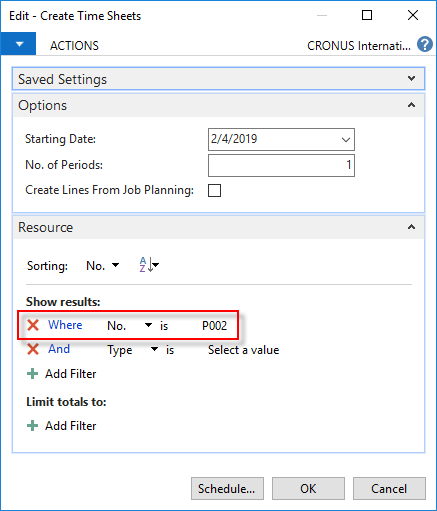 Edit - Create Time Sheets
ACTIONS CRONUS Internati... ?
Saved Settings
Options
Starting Date: 2/4/2019
No. of Periods: 1
Create Lines From Job Planning:
Resource
Sorting: No. A Z
Show results:
Where No. is P002
And Type is Select a value
Add Filter
Limit totals to:
Add Filter
Schedule... OK Cancel